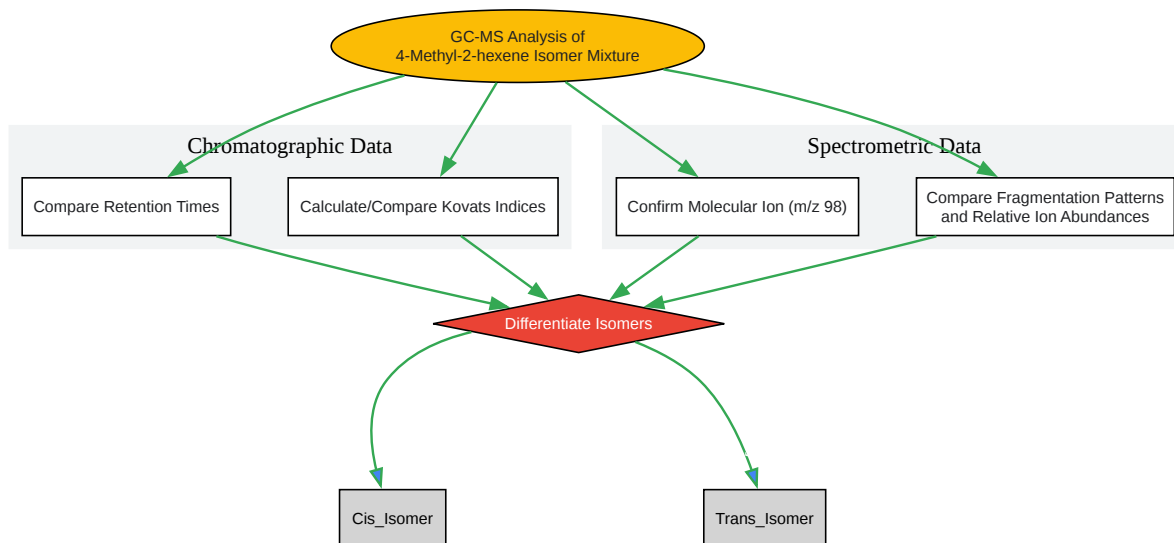 GC-MS Analysis of
4-Methyl-2-hexene Isomer Mixture
Chromatographic Data
Spectrometric Data
Compare Retention Times
Calculate/Compare Kovats Indices
Confirm Molecular Ion (m/z 98)
Compare Fragmentation Patterns
and Relative Ion Abundances
Differentiate Isomers
Cis_Isomer
Trans_Isomer